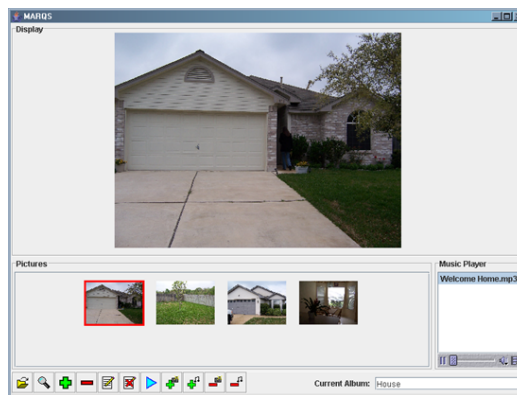 MARQS
Display
Pictures
Music Player
Welcome Home.mp3
Current Album: House